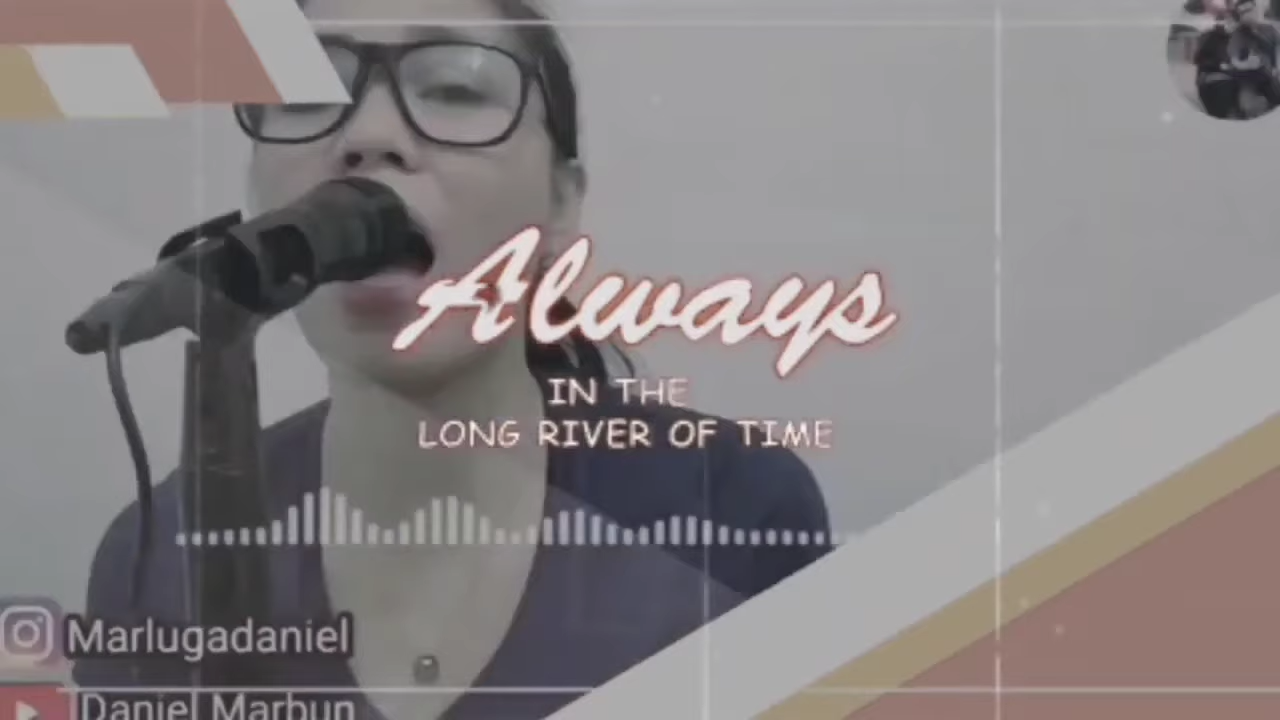 Always
IN THE
LONG RIVER OF TIME
Marlugadaniel
Daniel Marbun